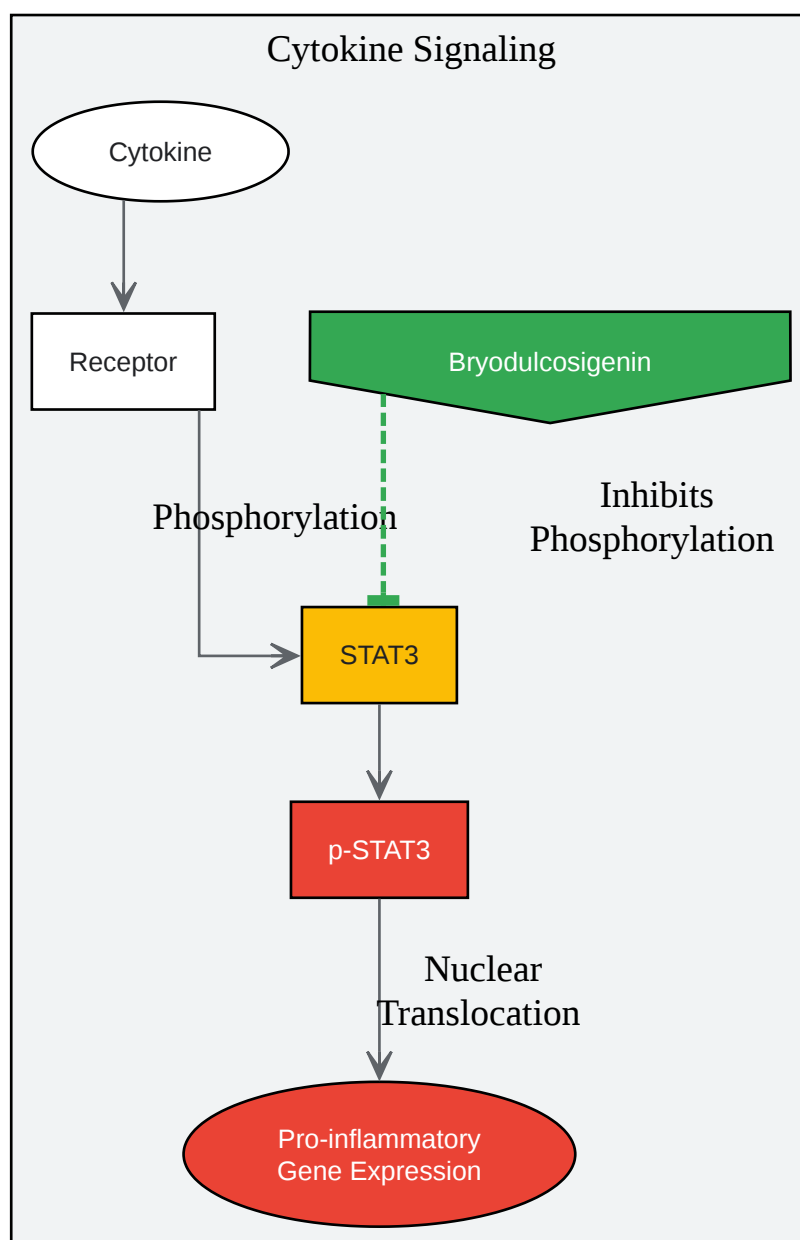 Cytokine Signaling
Cytokine
Receptor
Bryodulcosigenin
Phosphorylation
Inhibits
Phosphorylation
STAT3
p-STAT3
Nuclear
Translocation
Pro-inflammatory
Gene Expression